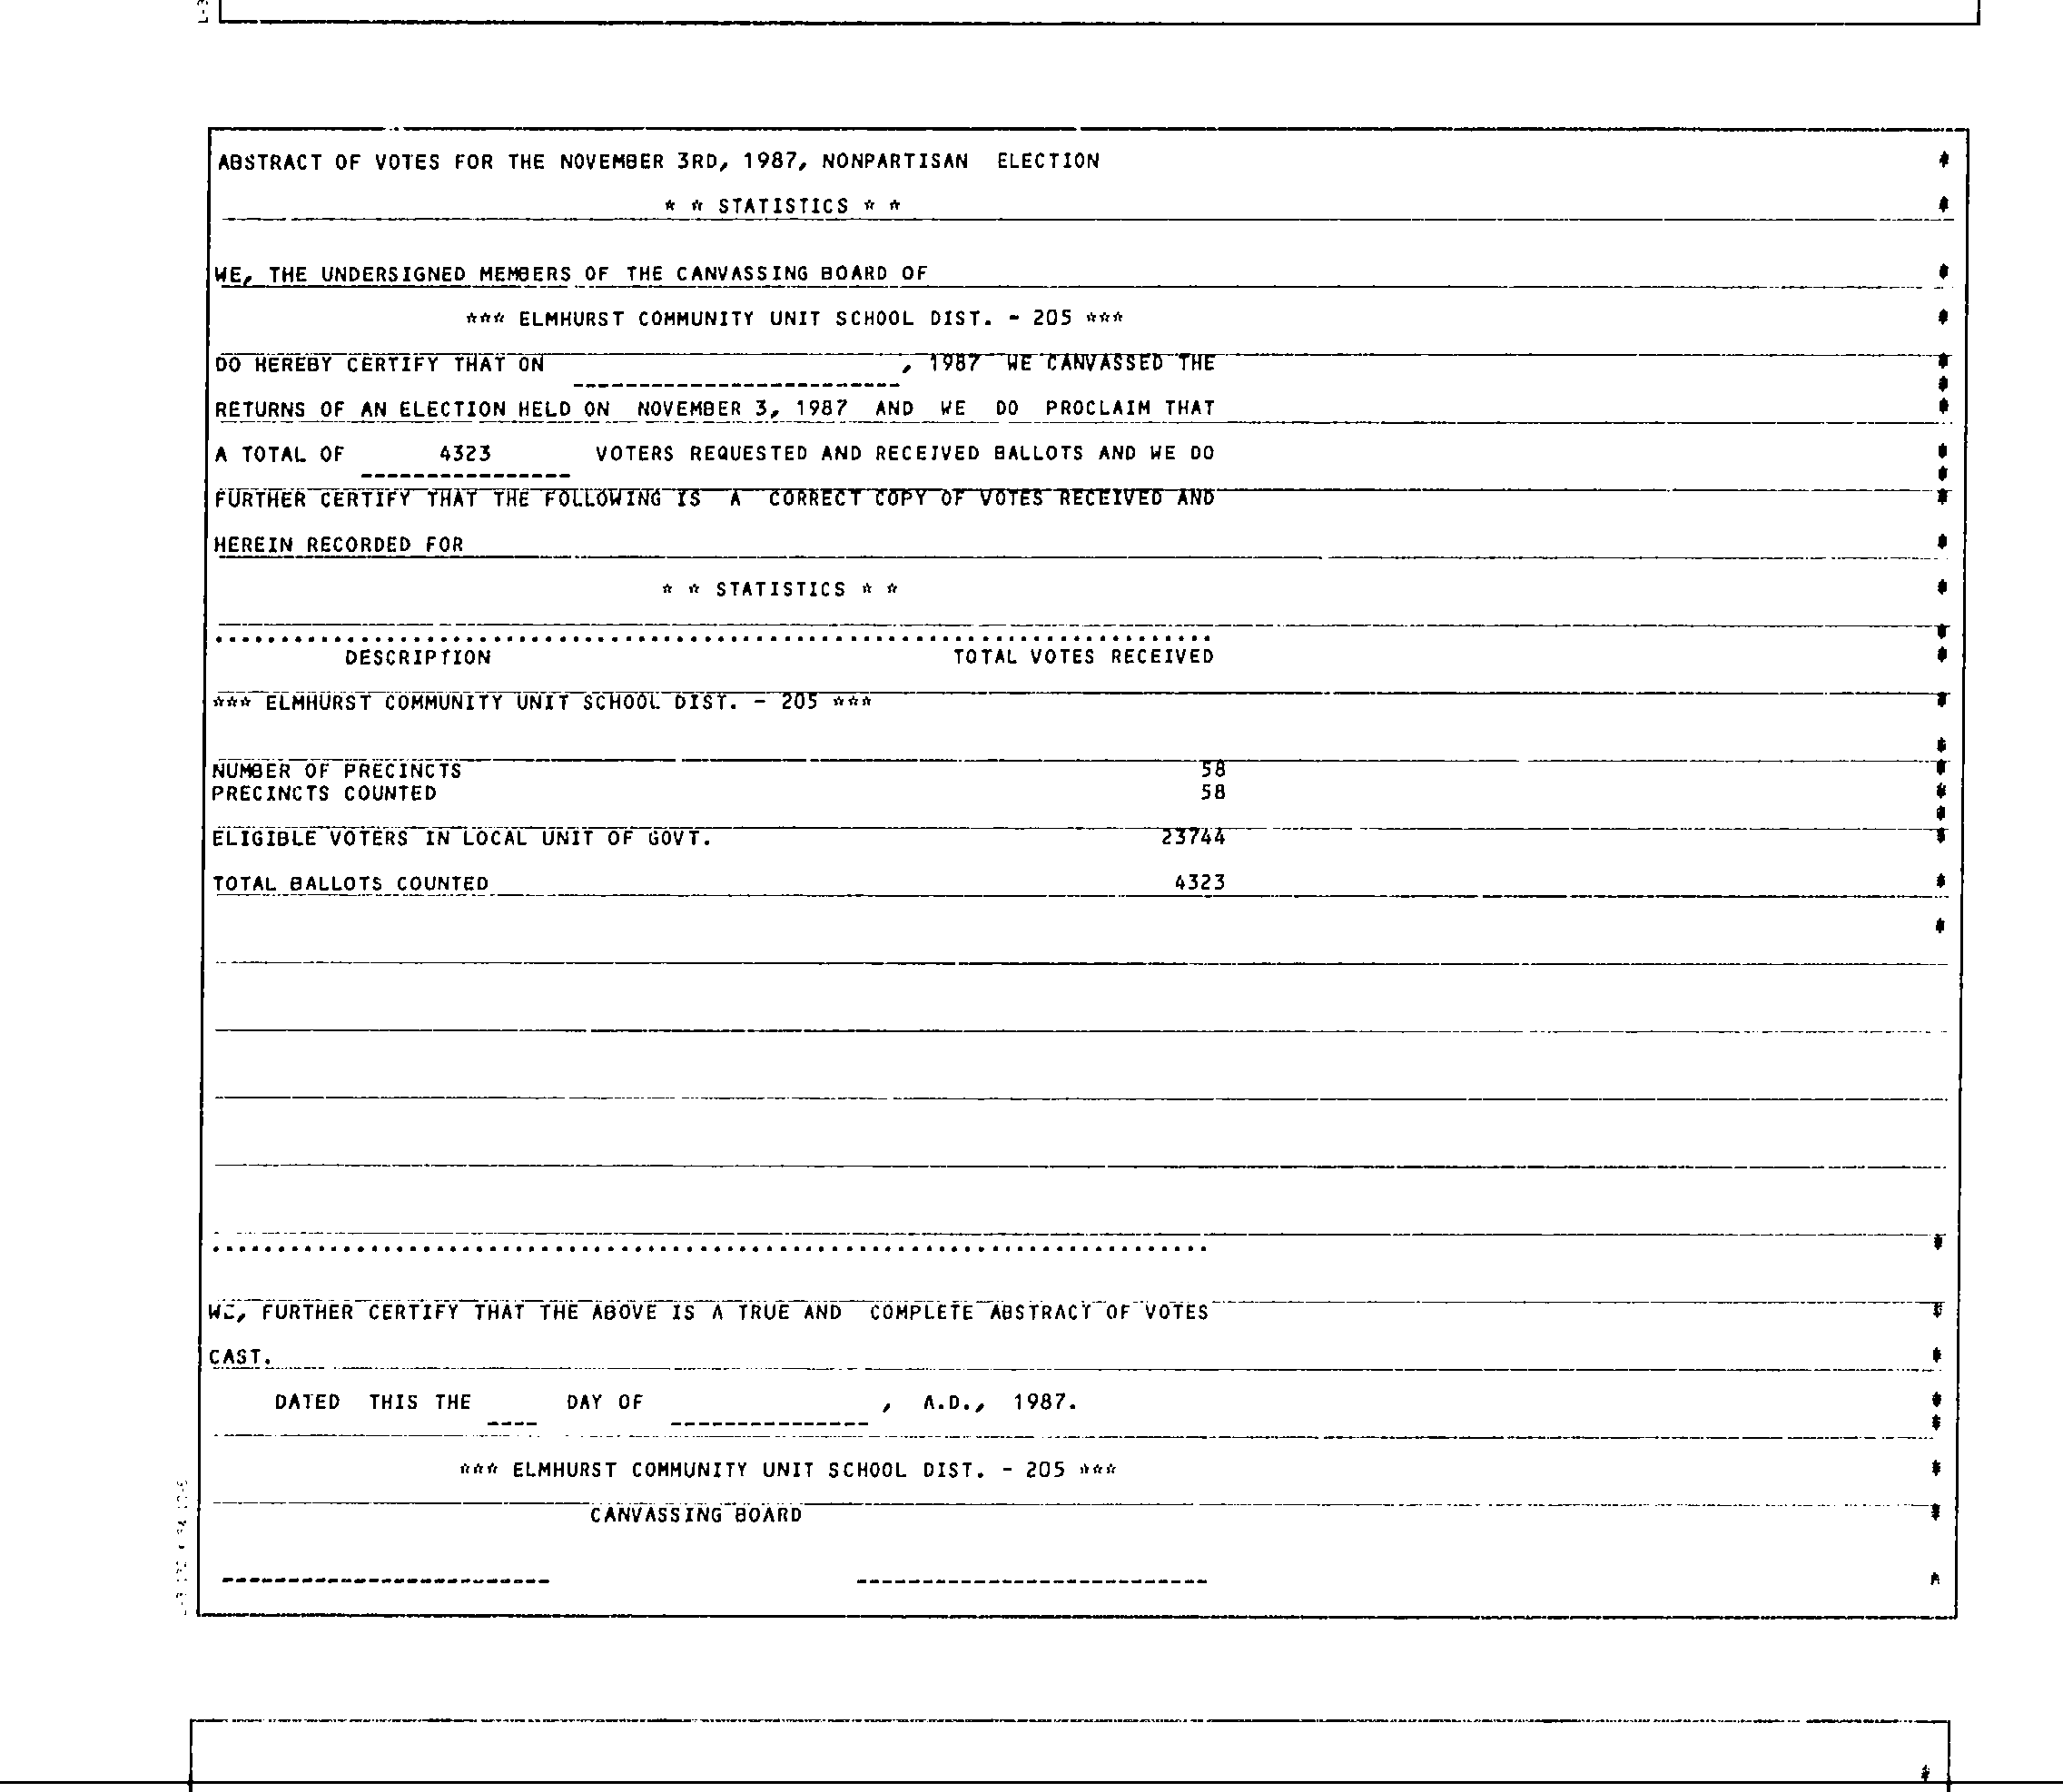 ABSTRACT OF VOTES FOR THE NOVEMBER 3RD, 1987, NONPARTISAN ELECTION #
* * STATISTICS * * #
WE, THE UNDERSIGNED MEMBERS OF THE CANVASSING BOARD OF #
*** ELMHURST COMMUNITY UNIT SCHOOL DIST. - 205 *** #
DO HEREBY CERTIFY THAT ON , 1987 WE CANVASSED THE #
------------------------- #
RETURNS OF AN ELECTION HELD ON NOVEMBER 3, 1987 AND WE DO PROCLAIM THAT #
A TOTAL OF 4323 VOTERS REQUESTED AND RECEIVED BALLOTS AND WE DO #
---------------- #
FURTHER CERTIFY THAT THE FOLLOWING IS A CORRECT COPY OF VOTES RECEIVED AND #
HEREIN RECORDED FOR #
* * STATISTICS * * #
............................................................................ #
DESCRIPTION TOTAL VOTES RECEIVED #
*** ELMHURST COMMUNITY UNIT SCHOOL DIST. - 205 *** #
#
NUMBER OF PRECINCTS 58 #
PRECINCTS COUNTED 58 #
#
ELIGIBLE VOTERS IN LOCAL UNIT OF GOVT. 23744 #
TOTAL BALLOTS COUNTED 4323 #
#
............................................................................ #
WE, FURTHER CERTIFY THAT THE ABOVE IS A TRUE AND COMPLETE ABSTRACT OF VOTES #
CAST. #
DATED THIS THE DAY OF , A.D., 1987. #
---- --------------- #
*** ELMHURST COMMUNITY UNIT SCHOOL DIST. - 205 *** #
CANVASSING BOARD #
------------------------- ---------------------------
#